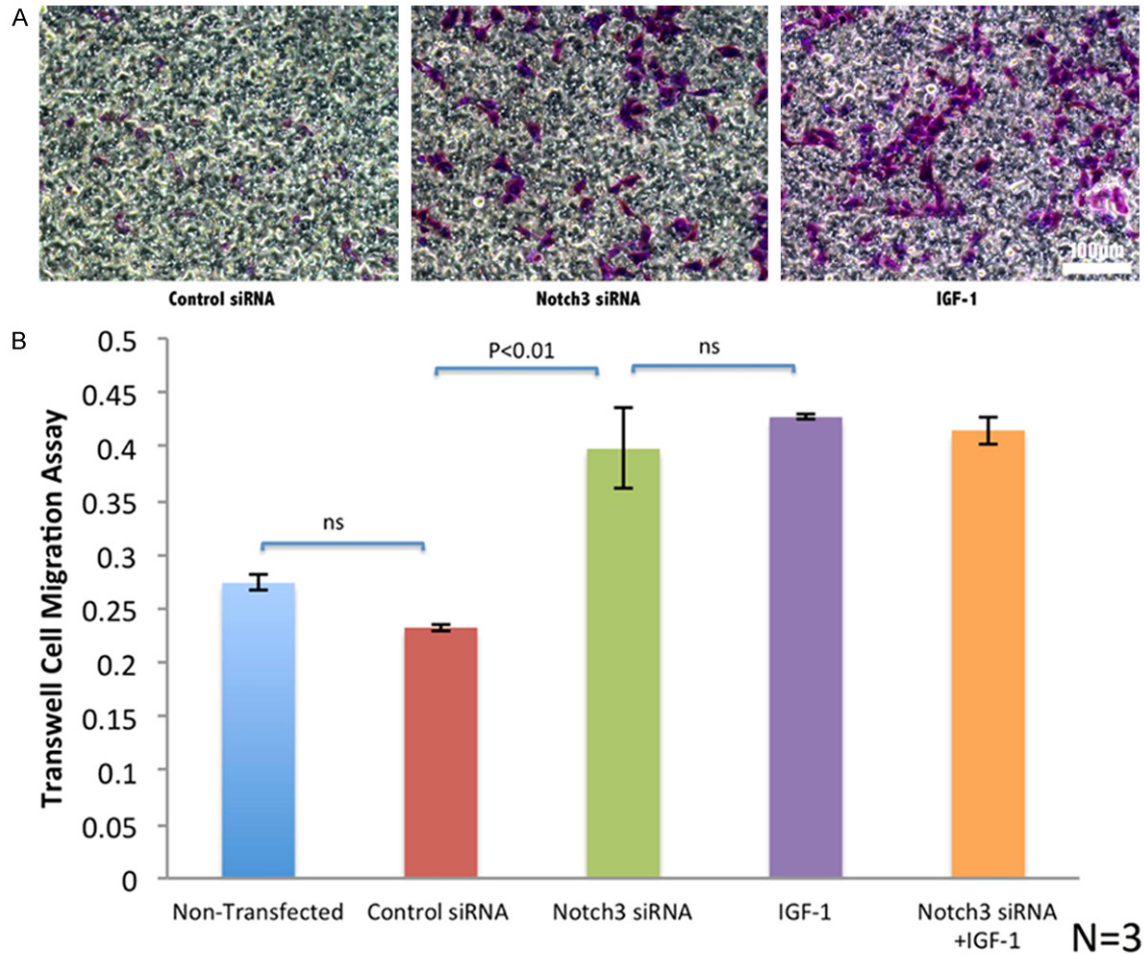 A
100µm
Control siRNA
Notch3 siRNA
IGF-1
B
0.5
0.45
0.4
0.35
0.3
0.25
0.2
0.15
0.1
0.05
0
Transwell Cell Migration Assay
ns
P<0.01
ns
Non-Transfected
Control siRNA
Notch3 siRNA
IGF-1
Notch3 siRNA
+IGF-1
N=3